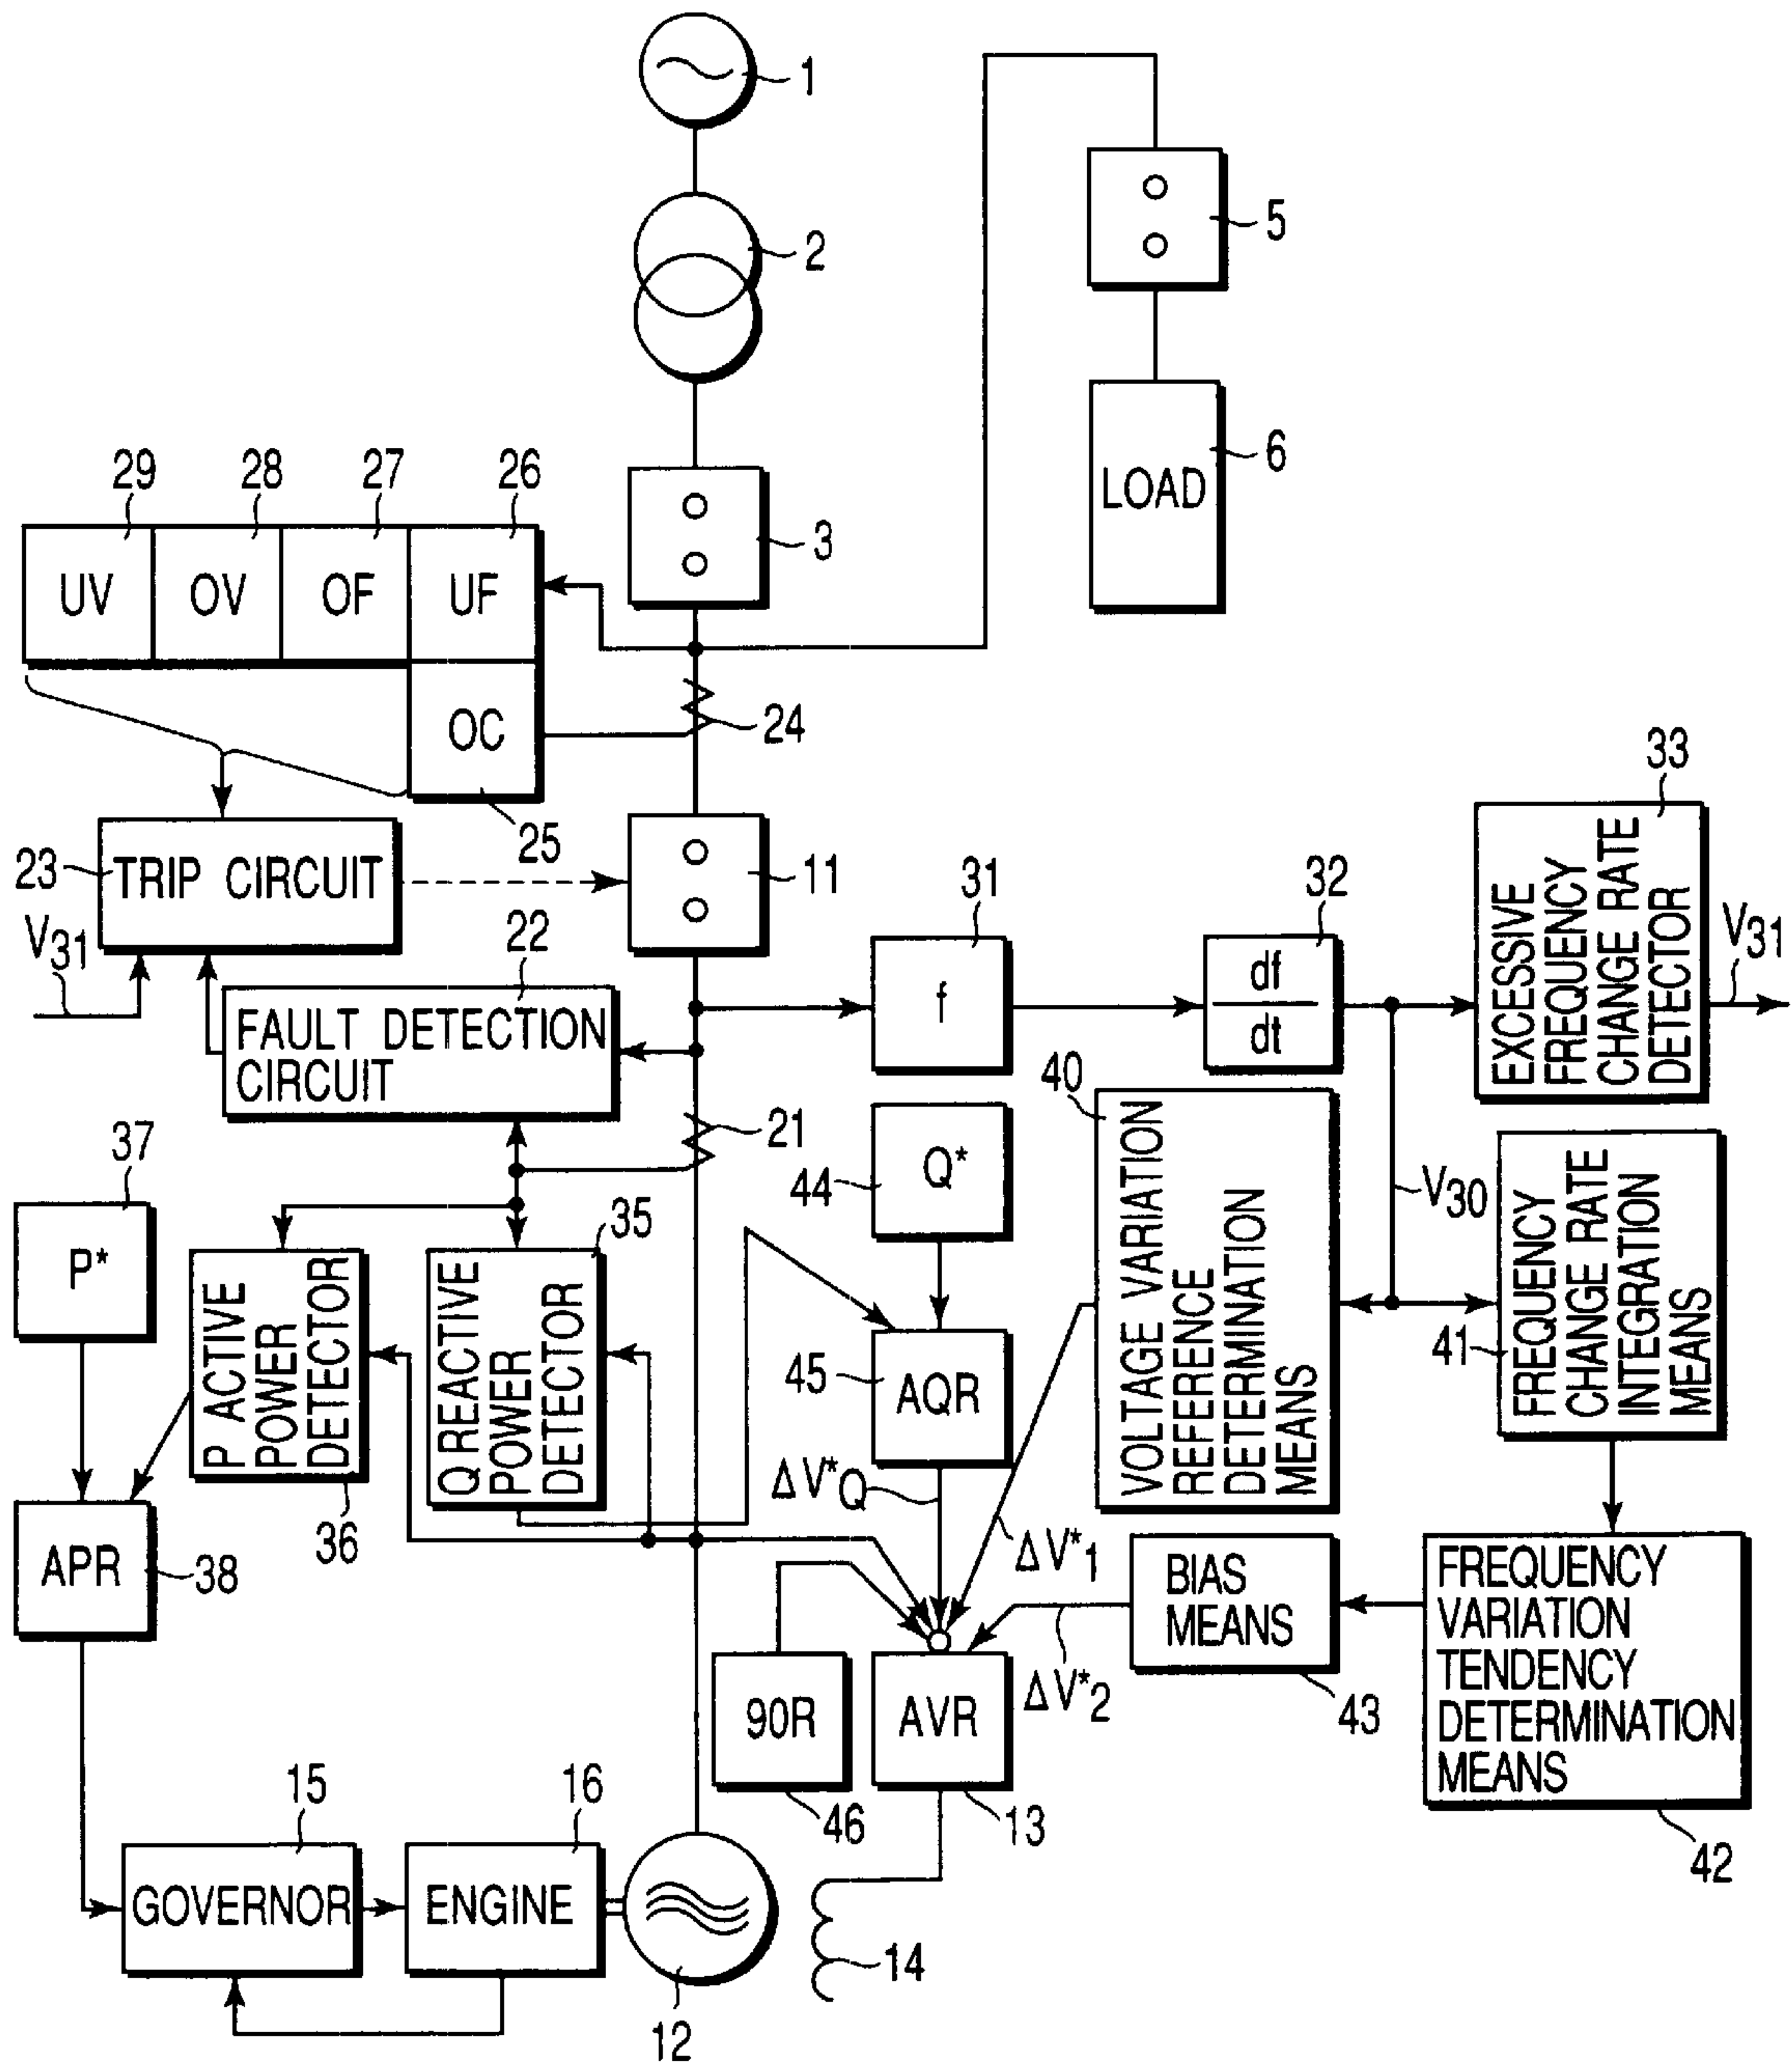 1
2
5
LOAD
6
3
29
28
27
26
UV
OV
OF
UF
OC
24
25
TRIP CIRCUIT
23
V31
11
22
FAULT DETECTION
CIRCUIT
31
f
32
df
dt
33
EXCESSIVE
FREQUENCY
CHANGE RATE
DETECTOR
V31
21
37
P*
P ACTIVE
POWER
DETECTOR
36
35
Q REACTIVE
POWER
DETECTOR
44
Q*
45
AQR
ΔV*Q
40
VOLTAGE VARIATION
REFERENCE
DETERMINATION
MEANS
V30
41
FREQUENCY
CHANGE RATE
INTEGRATION
MEANS
APR
38
ΔV*1
BIAS
MEANS
43
ΔV*2
FREQUENCY
VARIATION
TENDENCY
DETERMINATION
MEANS
42
90R
46
AVR
13
15
GOVERNOR
16
ENGINE
12
14